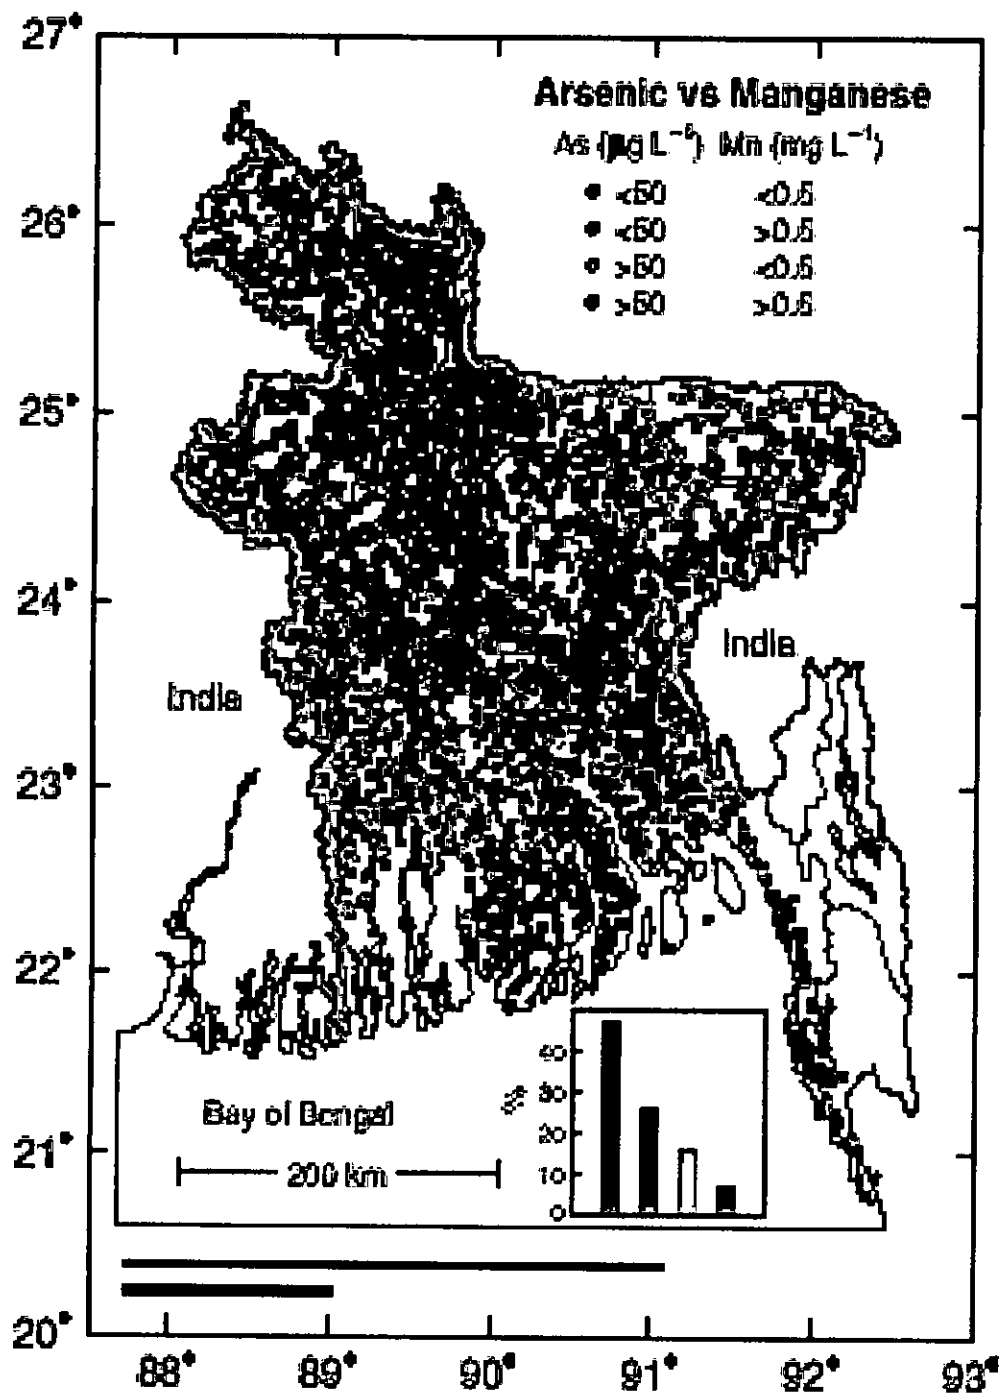 27°
Arsenic vs Manganese
As (µg L⁻¹) Mn (mg L⁻¹)
<50 <0.5
26°
<50 >0.5
>50 <0.5
>50 >0.5
25°
24°
India
India
23°
22°
40
% 30
Bay of Bengal
20
21°
200 km
10
0
20°
88° 89° 90° 91° 92° 93°